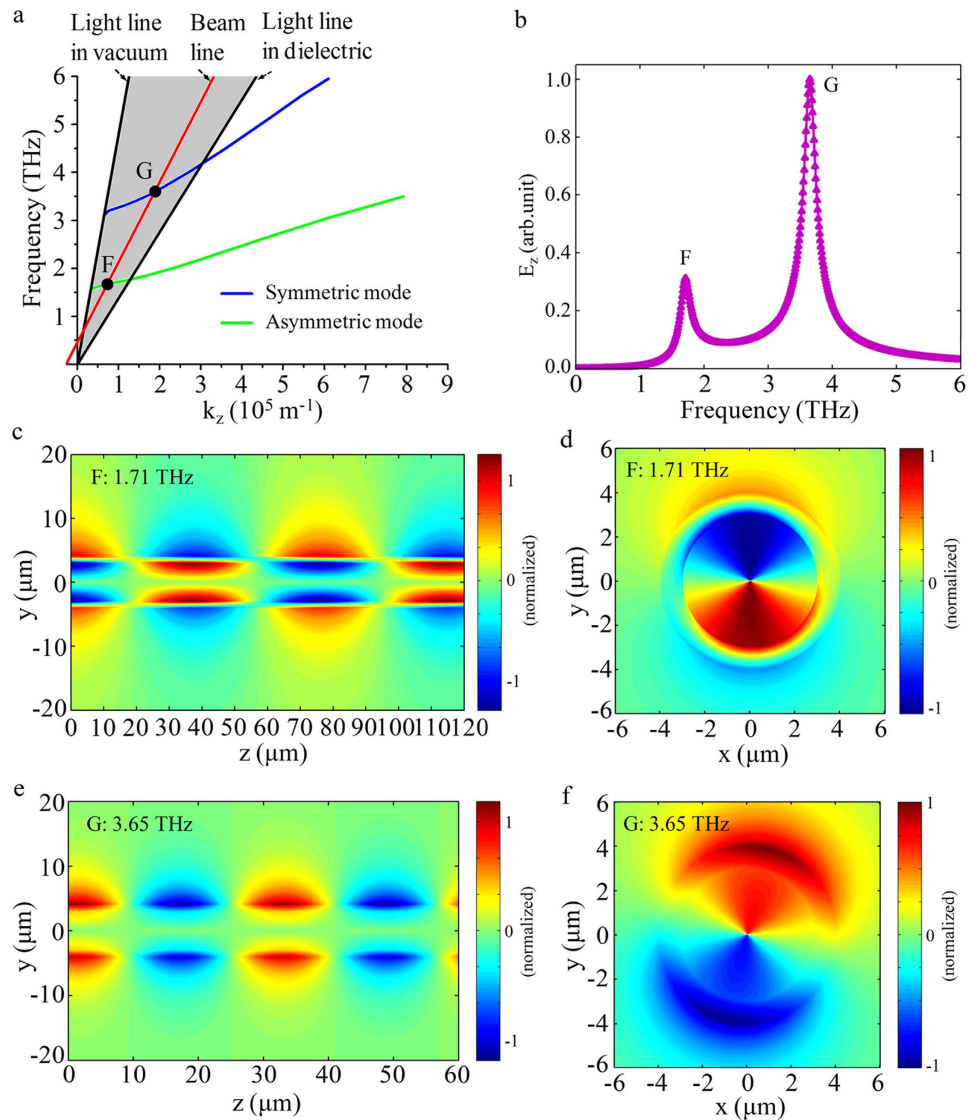 a
Light line in vacuum
Beam line
Light line in dielectric
Frequency (THz)
6
5
4
3
2
1
G
F
Symmetric mode
Asymmetric mode
0 1 2 3 4 5 6 7 8 9
k_z (10^5 m^-1)
b
E_z (arb.unit)
1.0
0.8
0.6
0.4
0.2
0.0
F
G
0 1 2 3 4 5 6
Frequency (THz)
c
F: 1.71 THz
y (μm)
20
10
0
-10
-20
0 10 20 30 40 50 60 70 80 90 100 110 120
z (μm)
1
0
-1
(normalized)
d
F: 1.71 THz
y (μm)
6
4
2
0
-2
-4
-6
-6 -4 -2 0 2 4 6
x (μm)
1
0
-1
(normalized)
e
G: 3.65 THz
y (μm)
20
10
0
-10
-20
0 10 20 30 40 50 60
z (μm)
1
0
-1
(normalized)
f
G: 3.65 THz
y (μm)
6
4
2
0
-2
-4
-6
-6 -4 -2 0 2 4 6
x (μm)
1
0
-1
(normalized)